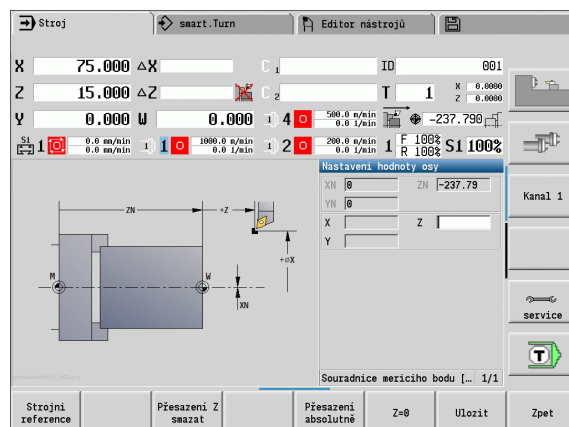 Stroj smart.Turn Editor nástrojů
X 75.000 △X C 1 ID 001
Z 15.000 △Z C 2 T 1 X 0.0000
Z 0.0000
Y 0.000 W 0.000 4 500.0 m/min
0.0 1/min -237.790
S1 1 0.0 mm/min
0.0 mm/min 1 1000.0 m/min
0.0 1/min 2 200.0 m/min
0.0 1/min 1 F 100%
R 100% S1 100%
Nastavení hodnoty osy
XN 0 ZN -237.79
YN 0
X Z
Y
ZN +Z
+⌀X
M W
XN
Souradnice mericiho bodu [… 1/1
Kanal 1
service
T
Strojni
reference
Přesazení Z
smazat
Přesazení
absolutně
Z=0
Ulozit
Zpet